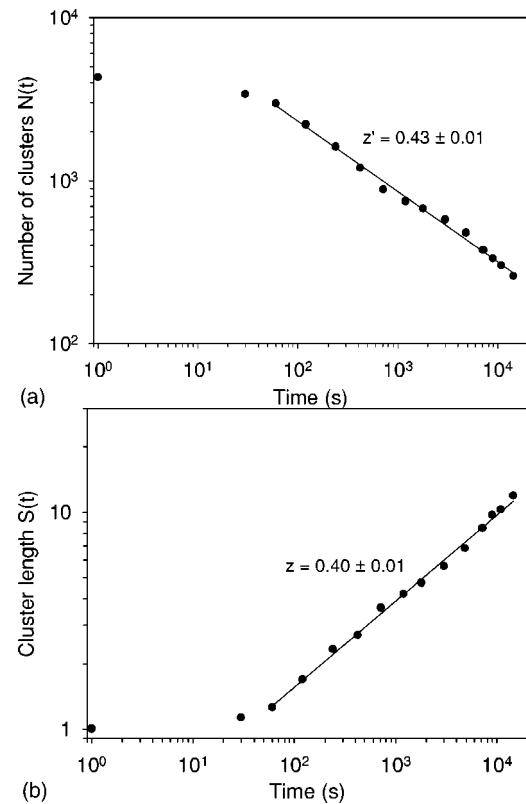 10⁴
Number of clusters N(t)
z' = 0.43 ± 0.01
10³
10²
10⁰ 10¹ 10² 10³ 10⁴
(a) Time (s)
Cluster length S(t)
10
z = 0.40 ± 0.01
1
10⁰ 10¹ 10² 10³ 10⁴
(b) Time (s)